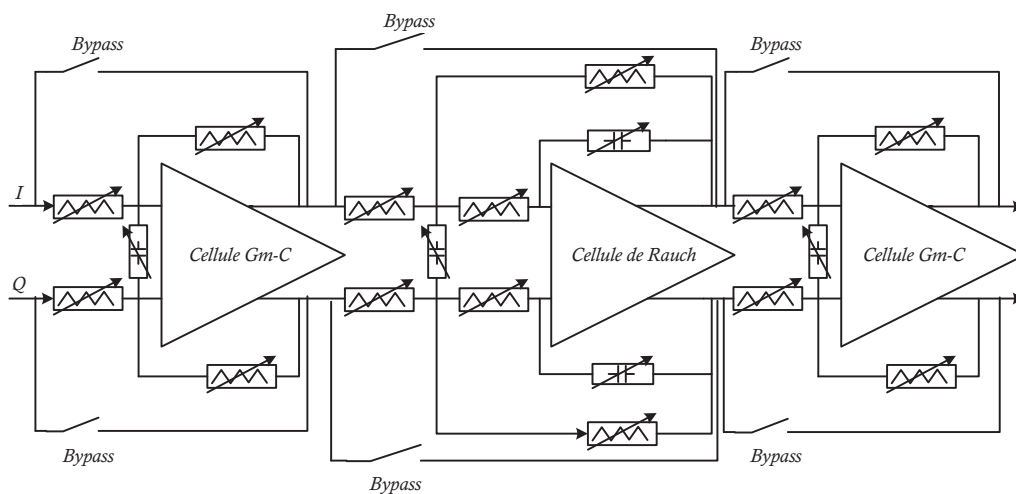 Bypass
Bypass
Bypass
I
Q
Cellule Gm-C
Cellule de Rauch
Cellule Gm-C
Bypass
Bypass
Bypass